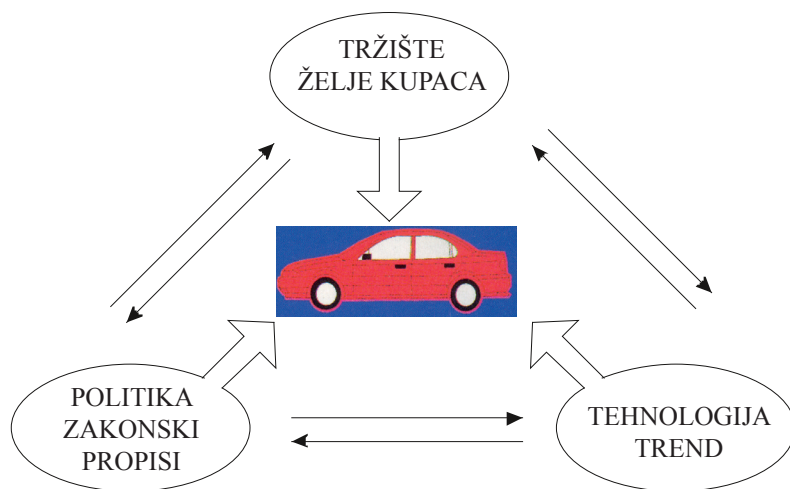 TRŽIŠTE
ŽELJE KUPACA
POLITIKA
ZAKONSKI
PROPISI
TEHNOLOGIJA
TREND